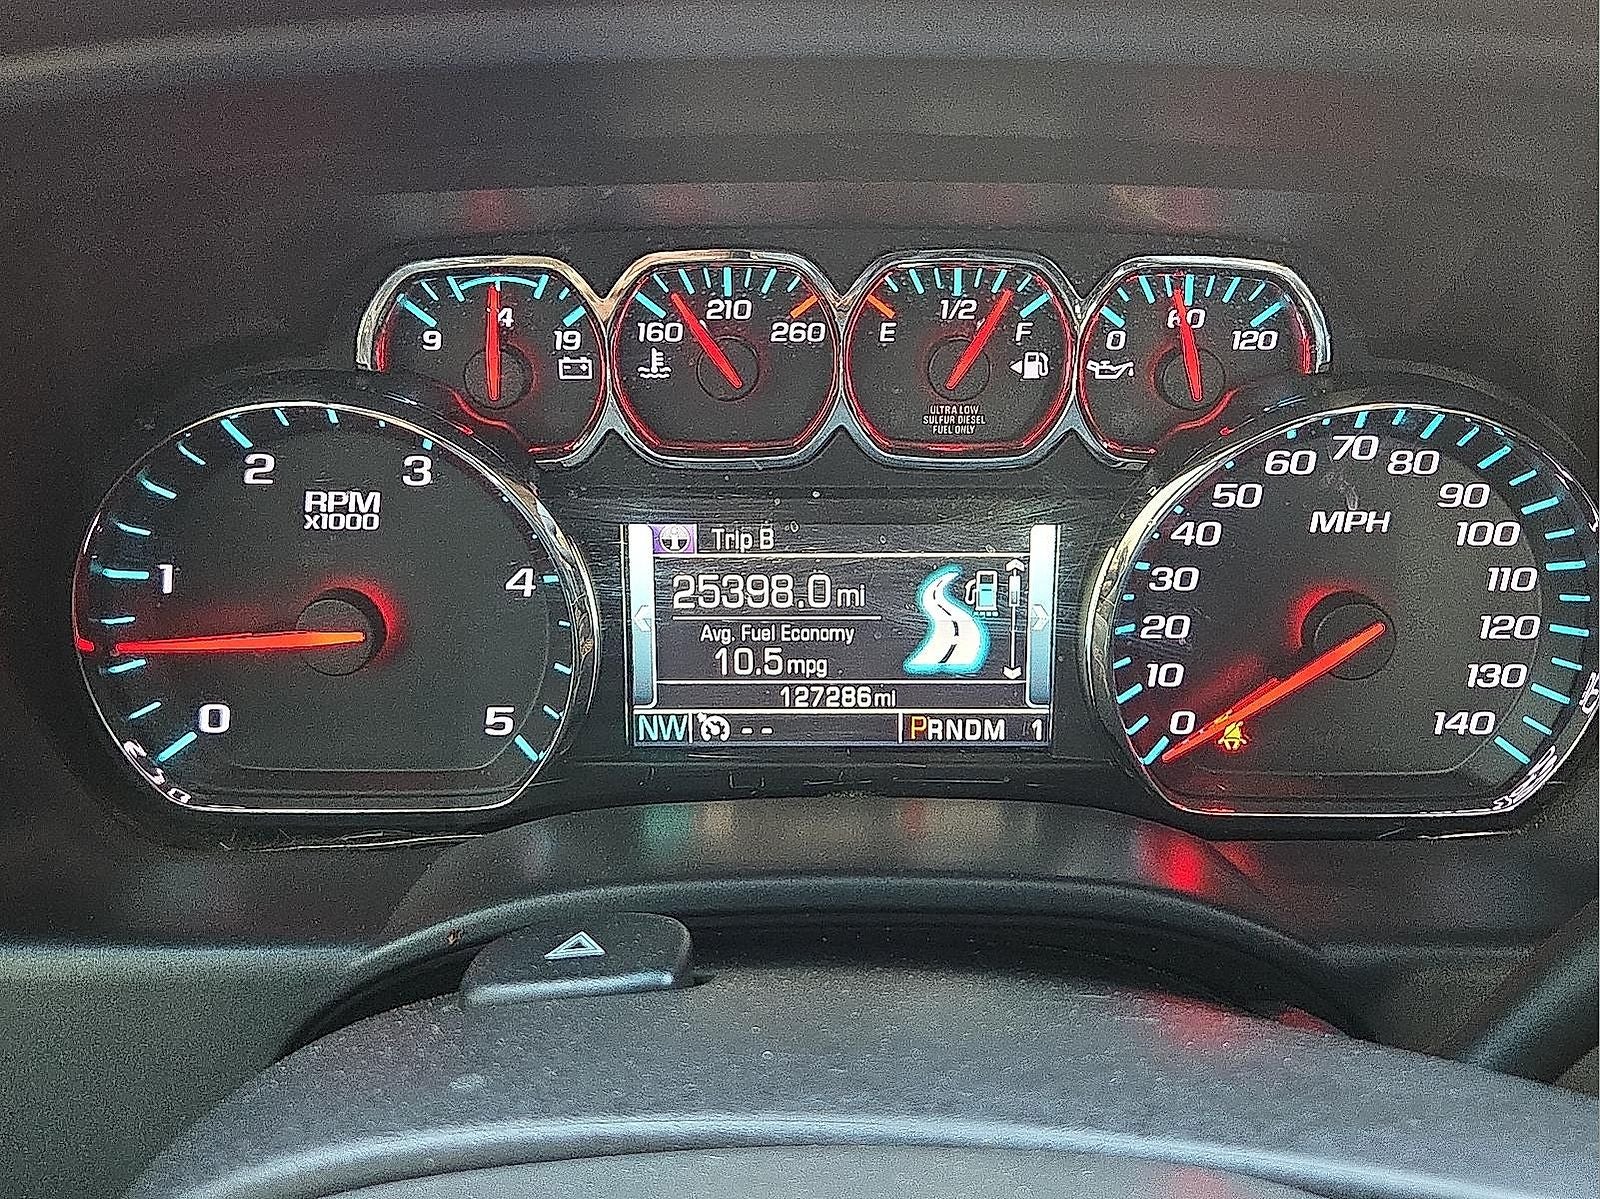 9 14 19
160 210 260
E 1/2 F
ULTRA LOW
SULFUR DIESEL
FUEL ONLY
0 60 120
RPM
x1000
0 1 2 3 4 5
Trip B
25398.0 mi
Avg. Fuel Economy
10.5 mpg
127286 mi
NW -- PRNDM 1
MPH
0 10 20 30 40 50 60 70 80 90 100 110 120 130 140